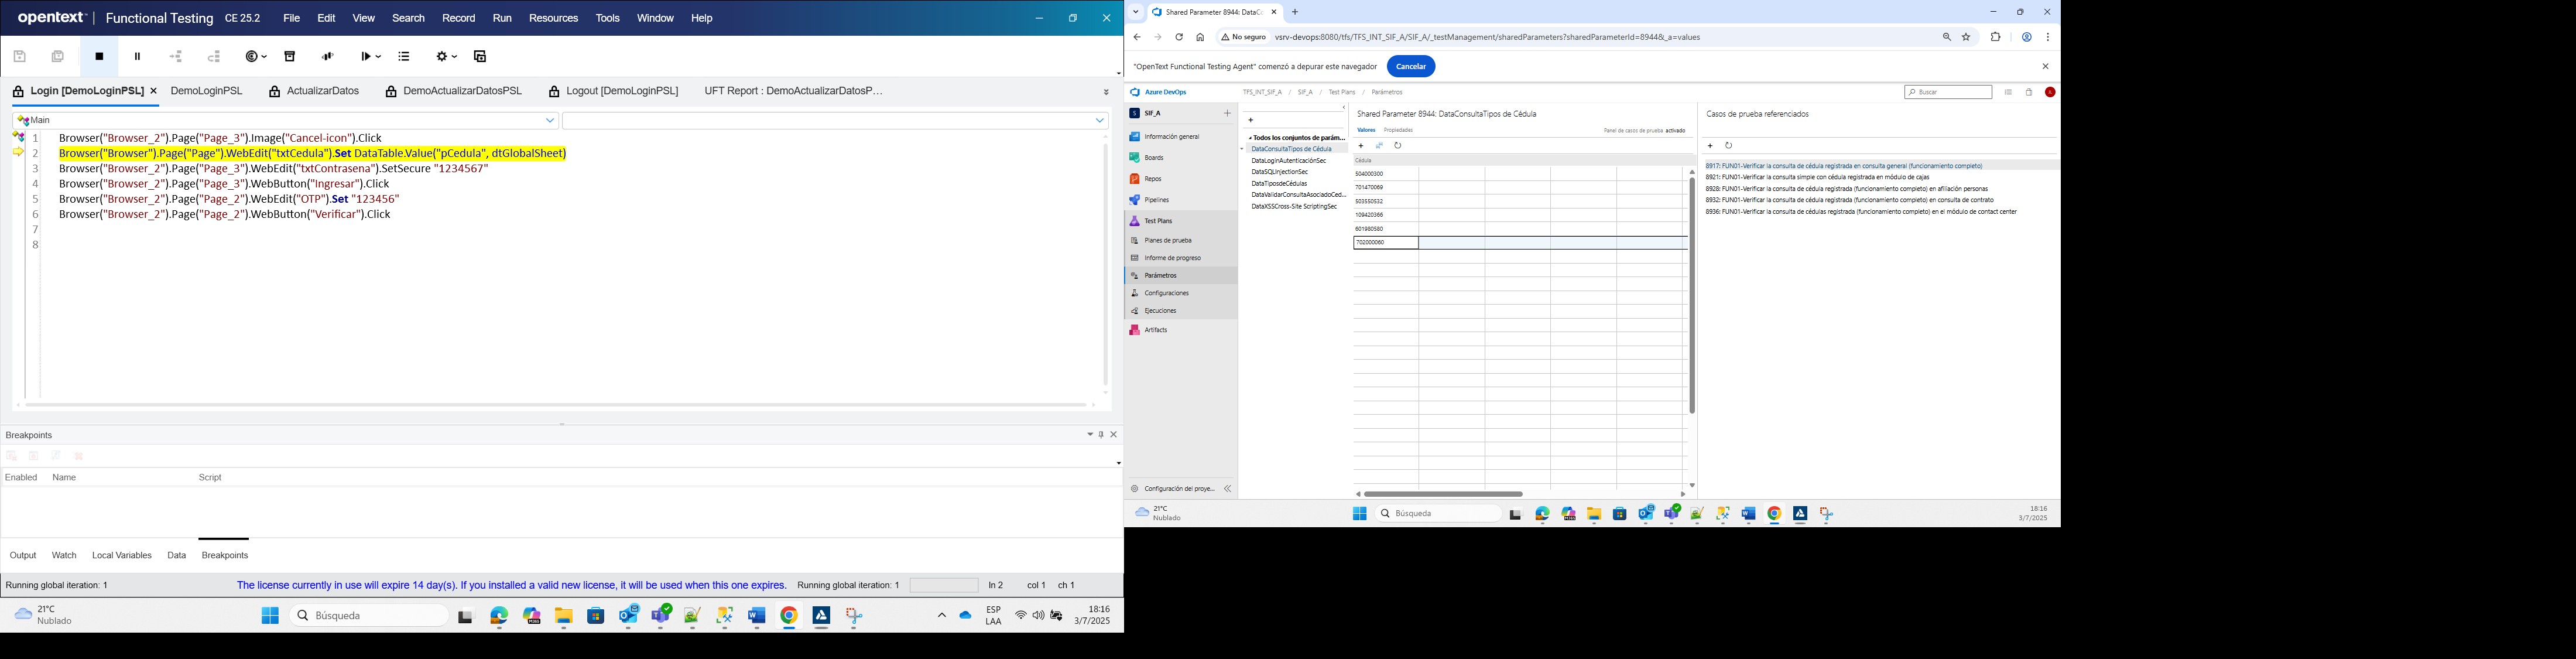 opentext | Functional Testing CE 25.2 File Edit View Search Record Run Resources Tools Window Help
Login [DemoLoginPSL] DemoLoginPSL ActualizarDatos DemoActualizarDatosPSL Logout [DemoLoginPSL] UFT Report : DemoActualizarDatosP...
Main
1 Browser("Browser_2").Page("Page_3").Image("Cancel-icon").Click
2 Browser("Browser").Page("Page").WebEdit("txtCedula").Set DataTable.Value("pCedula", dtGlobalSheet)
3 Browser("Browser_2").Page("Page_3").WebEdit("txtContrasena").SetSecure "1234567"
4 Browser("Browser_2").Page("Page_3").WebButton("Ingresar").Click
5 Browser("Browser_2").Page("Page_2").WebEdit("OTP").Set "123456"
6 Browser("Browser_2").Page("Page_2").WebButton("Verificar").Click
7
8
Breakpoints
Enabled Name Script
Output Watch Local Variables Data Breakpoints
Running global iteration: 1 The license currently in use will expire 14 day(s). If you installed a valid new license, it will be used when this one expires. Running global iteration: 1 ln 2 col 1 ch 1
21°C
Nublado
Búsqueda
ESP
LAA
18:16
3/7/2025
Shared Parameter 8944: DataC
No seguro vsrv-devops:8080/tfs/TFS_INT_SIF_A/SIF_A/_testManagement/sharedParameters?sharedParameterId=8944&_a=values
"OpenText Functional Testing Agent" comenzó a depurar este navegador Cancelar
Azure DevOps TFS_INT_SIF_A / SIF_A / Test Plans / Parámetros Buscar
S SIF_A
Información general
Boards
Repos
Pipelines
Test Plans
Planes de prueba
Informe de progreso
Parámetros
Configuraciones
Ejecuciones
Artifacts
Configuración del proye...
Todos los conjuntos de parám...
DataConsultaTipos de Cédula
DataLoginAutenticaciónSec
DataSQLInjectionSec
DataTiposdeCédulas
DataValidarConsultaAsociadoCed...
DataXSSCross-Site ScriptingSec
Shared Parameter 8944: DataConsultaTipos de Cédula
Valores Propiedades Panel de casos de prueba activado
Cédula
504000300
701470069
503550532
109420366
601980580
702000060
Casos de prueba referenciados
8917: FUN01-Verificar la consulta de cédula registrada en consulta general (funcionamiento completo)
8921: FUN01-Verificar la consulta simple con cédula registrada en módulo de cajas
8928: FUN01-Verificar la consulta de cédula registrada (funcionamiento completo) en afiliación personas
8932: FUN01-Verificar la consulta de cédula registrada (funcionamiento completo) en consulta de contrato
8936: FUN01-Verificar la consulta de cédulas registrada (funcionamiento completo) en el módulo de contact center
21°C
Nublado
Búsqueda
18:16
3/7/2025